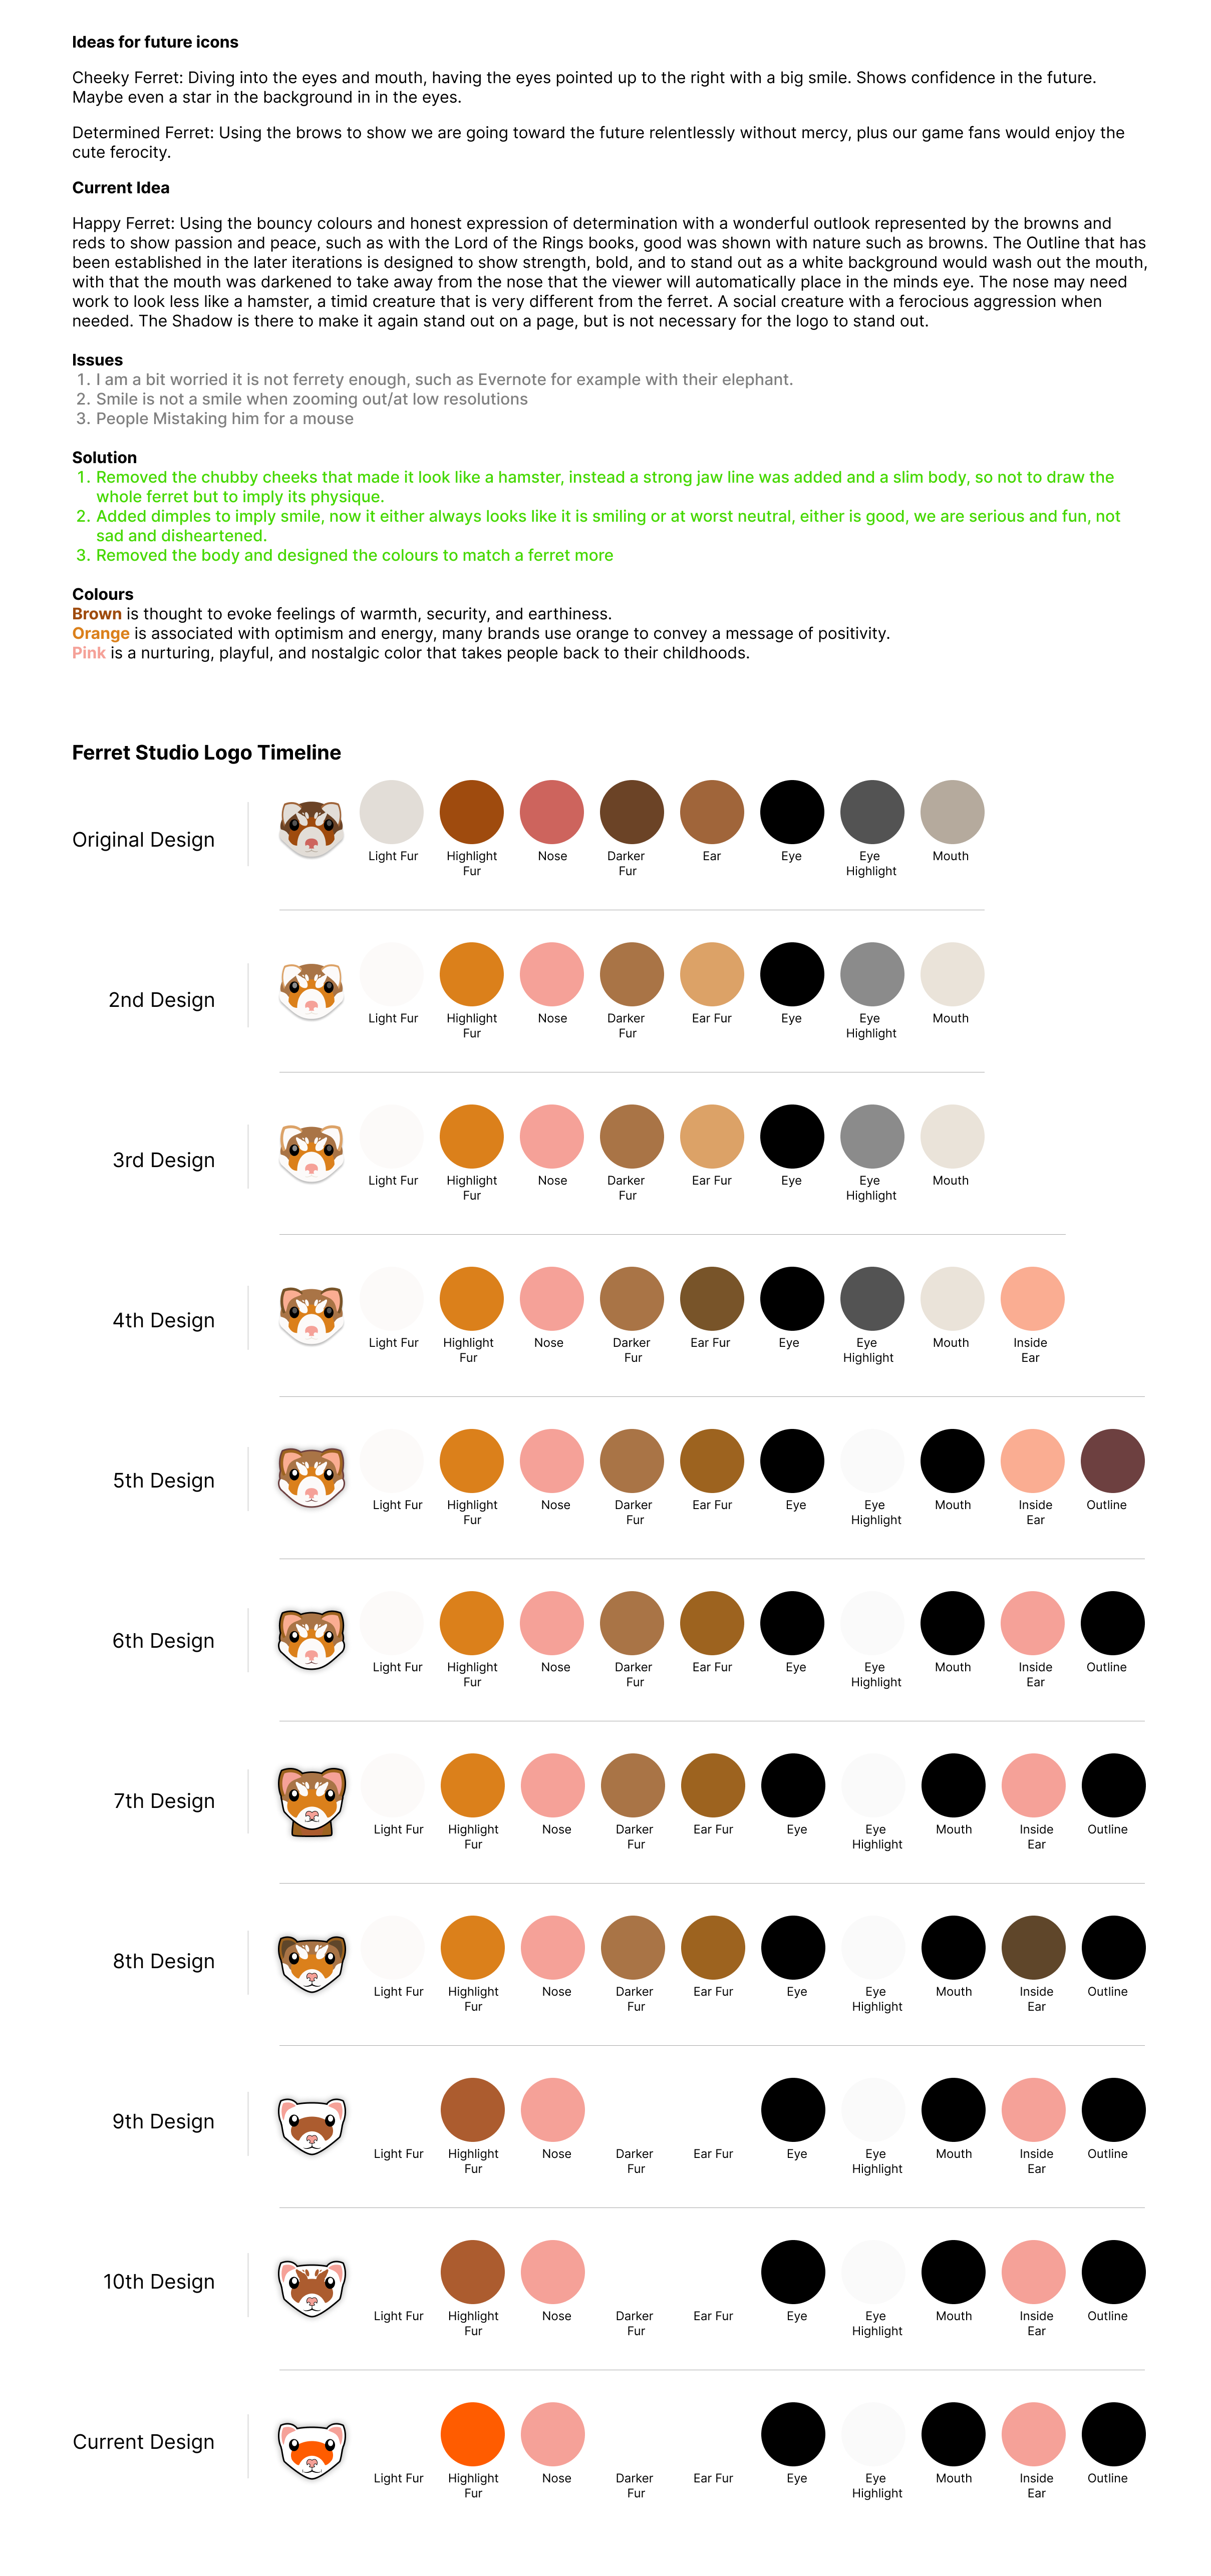 Ideas for future icons
Cheeky Ferret: Diving into the eyes and mouth, having the eyes pointed up to the right with a big smile. Shows confidence in the future.
Maybe even a star in the background in in the eyes.
Determined Ferret: Using the brows to show we are going toward the future relentlessly without mercy, plus our game fans would enjoy the
cute ferocity.
Current Idea
Happy Ferret: Using the bouncy colours and honest expression of determination with a wonderful outlook represented by the browns and
reds to show passion and peace, such as with the Lord of the Rings books, good was shown with nature such as browns. The Outline that has
been established in the later iterations is designed to show strength, bold, and to stand out as a white background would wash out the mouth,
with that the mouth was darkened to take away from the nose that the viewer will automatically place in the minds eye. The nose may need
work to look less like a hamster, a timid creature that is very different from the ferret. A social creature with a ferocious aggression when
needed. The Shadow is there to make it again stand out on a page, but is not necessary for the logo to stand out.
Issues
1. I am a bit worried it is not ferrety enough, such as Evernote for example with their elephant.
2. Smile is not a smile when zooming out/at low resolutions
3. People Mistaking him for a mouse
Solution
1. Removed the chubby cheeks that made it look like a hamster, instead a strong jaw line was added and a slim body, so not to draw the
whole ferret but to imply its physique.
2. Added dimples to imply smile, now it either always looks like it is smiling or at worst neutral, either is good, we are serious and fun, not
sad and disheartened.
3. Removed the body and designed the colours to match a ferret more
Colours
Brown is thought to evoke feelings of warmth, security, and earthiness.
Orange is associated with optimism and energy, many brands use orange to convey a message of positivity.
Pink is a nurturing, playful, and nostalgic color that takes people back to their childhoods.
Ferret Studio Logo Timeline
Original Design
Light Fur Highlight Nose Darker Ear Eye Eye Mouth
Fur Fur Highlight
2nd Design
Light Fur Highlight Nose Darker Ear Fur Eye Eye Mouth
Fur Fur Highlight
3rd Design
Light Fur Highlight Nose Darker Ear Fur Eye Eye Mouth
Fur Fur Highlight
4th Design
Light Fur Highlight Nose Darker Ear Fur Eye Eye Mouth Inside
Fur Fur Highlight Ear
5th Design
Light Fur Highlight Nose Darker Ear Fur Eye Eye Mouth Inside Outline
Fur Fur Highlight Ear
6th Design
Light Fur Highlight Nose Darker Ear Fur Eye Eye Mouth Inside Outline
Fur Fur Highlight Ear
7th Design
Light Fur Highlight Nose Darker Ear Fur Eye Eye Mouth Inside Outline
Fur Fur Highlight Ear
8th Design
Light Fur Highlight Nose Darker Ear Fur Eye Eye Mouth Inside Outline
Fur Fur Highlight Ear
9th Design
Light Fur Highlight Nose Darker Ear Fur Eye Eye Mouth Inside Outline
Fur Fur Highlight Ear
10th Design
Light Fur Highlight Nose Darker Ear Fur Eye Eye Mouth Inside Outline
Fur Fur Highlight Ear
Current Design
Light Fur Highlight Nose Darker Ear Fur Eye Eye Mouth Inside Outline
Fur Fur Highlight Ear